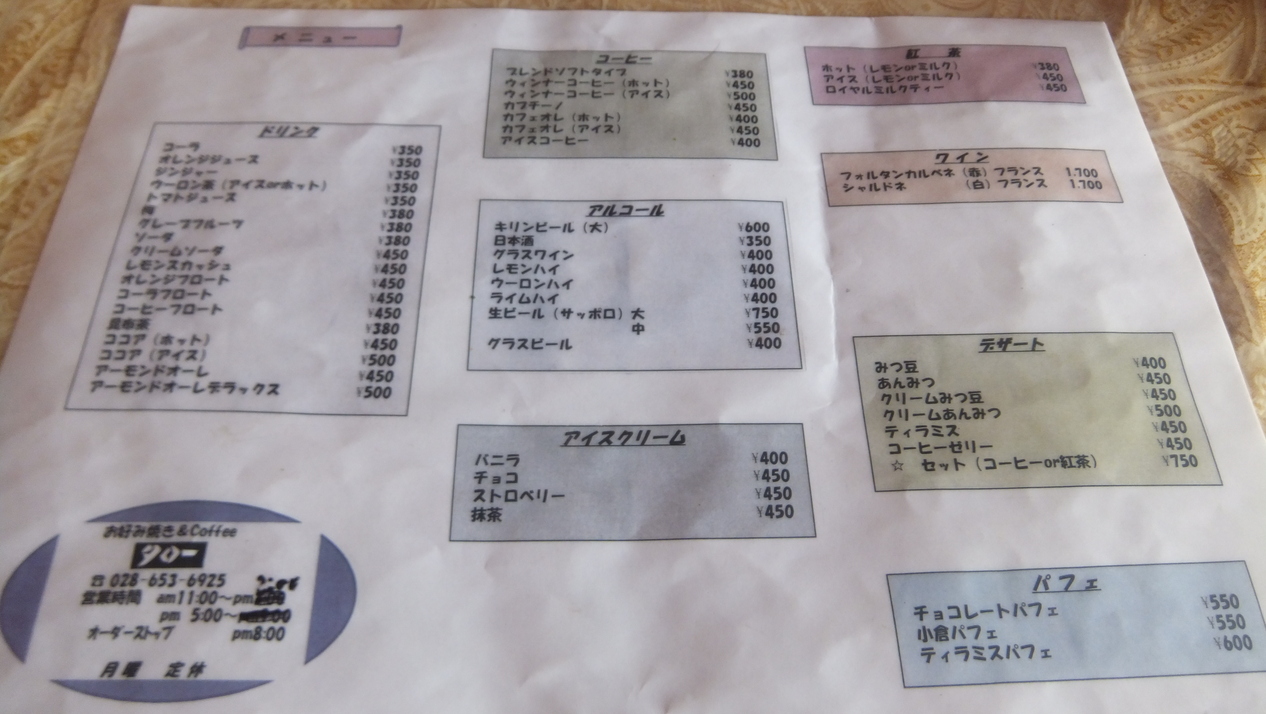 メニュー
ドリンク
コーラ ¥350
オレンジジュース ¥350
ジンジャー ¥350
ウーロン茶（アイスorホット） ¥350
トマトジュース ¥350
梅 ¥380
グレープフルーツ ¥380
ソーダ ¥380
クリームソーダ ¥450
レモンスカッシュ ¥450
オレンジフロート ¥450
コーラフロート ¥450
コーヒーフロート ¥450
昆布茶 ¥380
ココア（ホット） ¥450
ココア（アイス） ¥500
アーモンドオーレ ¥450
アーモンドオーレデラックス ¥500
お好み焼き＆Coffee
タロー
☎028-653-6925
営業時間 am11:00～pm
pm 5:00～
オーダーストップ pm8:00
月曜 定休
コーヒー
ブレンドソフトタイプ ¥380
ウィンナーコーヒー（ホット） ¥450
ウィンナーコーヒー（アイス） ¥500
カプチーノ ¥450
カフェオレ（ホット） ¥400
カフェオレ（アイス） ¥450
アイスコーヒー ¥400
アルコール
キリンビール（大） ¥600
日本酒 ¥350
グラスワイン ¥400
レモンハイ ¥400
ウーロンハイ ¥400
ライムハイ ¥400
生ビール（サッポロ）大 ¥750
中 ¥550
グラスビール ¥400
アイスクリーム
バニラ ¥400
チョコ ¥450
ストロベリー ¥450
抹茶 ¥450
紅 茶
ホット（レモンorミルク） ¥380
アイス（レモンorミルク） ¥450
ロイヤルミルクティー ¥450
ワイン
フォルタンカルベネ（赤）フランス 1,700
シャルドネ （白）フランス 1,700
デザート
みつ豆 ¥400
あんみつ ¥450
クリームみつ豆 ¥450
クリームあんみつ ¥500
ティラミス ¥450
コーヒーゼリー ¥450
☆ セット（コーヒーor紅茶） ¥750
パフェ
チョコレートパフェ ¥550
小倉パフェ ¥550
ティラミスパフェ ¥600